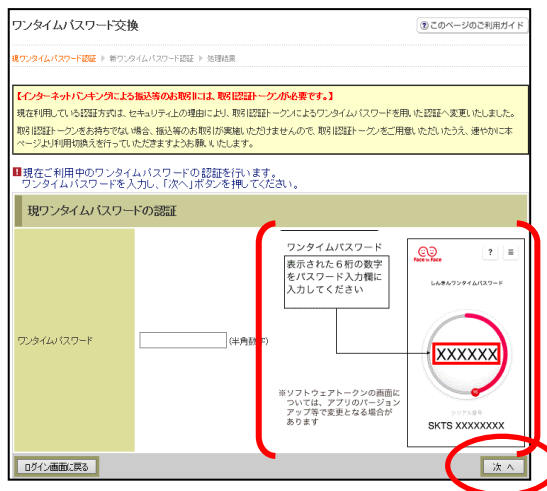 ワンタイムパスワード交換
?このページのご利用ガイド
現ワンタイムパスワード認証 ▶ 新ワンタイムパスワード認証 ▶ 処理結果
【インターネットバンキングによる振込等のお取引には、取引認証トークンが必要です。】
現在利用している認証方式は、セキュリティ上の理由により、取引認証トークンによるワンタイムパスワードを用いた認証へ変更いたしました。
取引認証トークンをお持ちでない場合、振込等のお取引が実施いただけませんので、取引認証トークンをご用意いただいたうえ、速やかに本
ページより利用切換えを行っていただきますようお願いいたします。
現在ご利用中のワンタイムパスワードの認証を行います。
ワンタイムパスワードを入力し、「次へ」ボタンを押してください。
現ワンタイムパスワードの認証
ワンタイムパスワード
(半角数字)
ワンタイムパスワード
表示された6桁の数字
をパスワード入力欄に
入力してください
※ソフトウェアトークンの画面に
ついては、アプリのバージョン
アップ等で変更となる場合が
あります
Face to Face
?
≡
しんきんワンタイムパスワード
XXXXXX
シリアル番号
SKTS XXXXXXXX
ログイン画面に戻る
次 へ